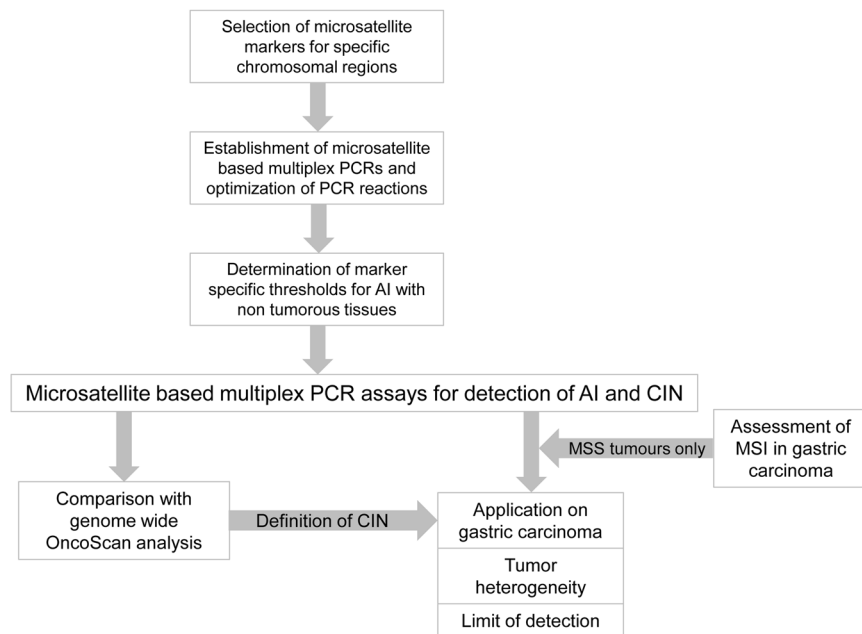 Selection of microsatellite
markers for specific
chromosomal regions
Establishment of microsatellite
based multiplex PCRs and
optimization of PCR reactions
Determination of marker
specific thresholds for AI with
non tumorous tissues
Microsatellite based multiplex PCR assays for detection of AI and CIN
MSS tumours only
Assessment of
MSI in gastric
carcinoma
Comparison with
genome wide
OncoScan analysis
Definition of CIN
Application on
gastric carcinoma
Tumor
heterogeneity
Limit of detection